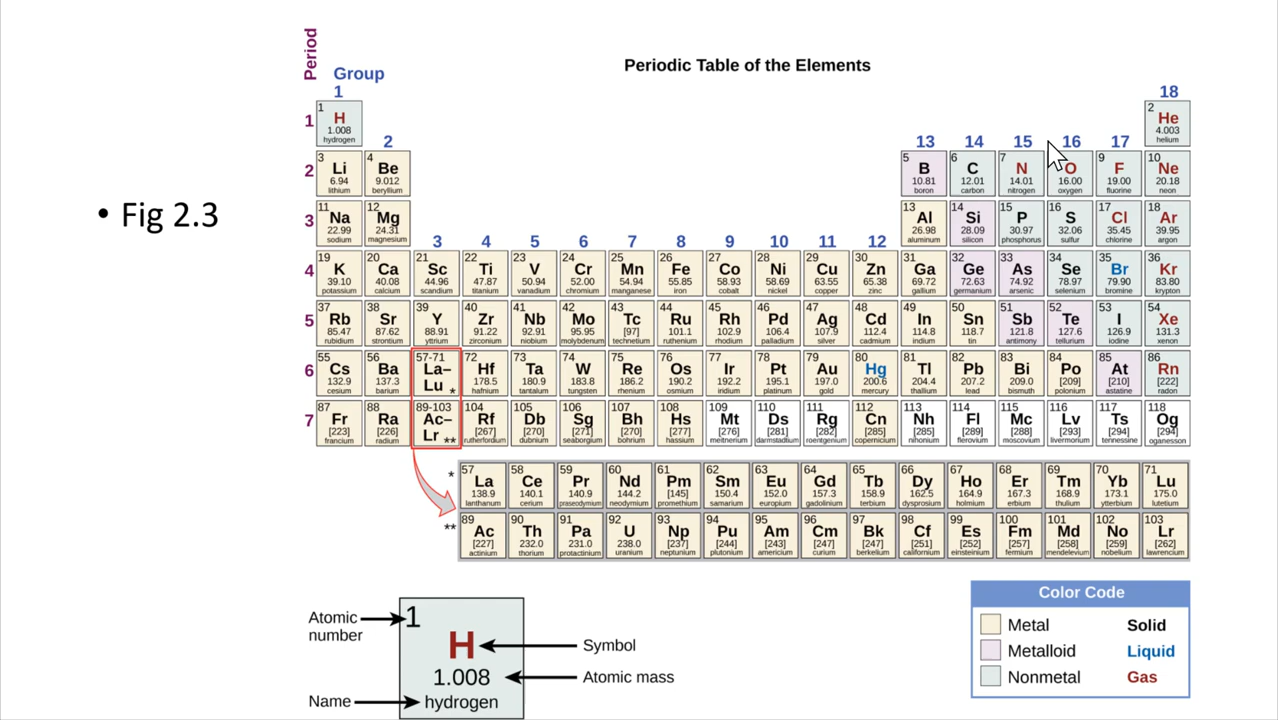 Period
Group
Periodic Table of the Elements
1 18
1 1 H 1.008 hydrogen 2 He 4.003 helium
2 13 14 15 16 17
2 3 Li 6.94 lithium 4 Be 9.012 beryllium 5 B 10.81 boron 6 C 12.01 carbon 7 N 14.01 nitrogen 8 O 16.00 oxygen 9 F 19.00 fluorine 10 Ne 20.18 neon
• Fig 2.3
3 11 Na 22.99 sodium 12 Mg 24.31 magnesium 13 Al 26.98 aluminum 14 Si 28.09 silicon 15 P 30.97 phosphorus 16 S 32.06 sulfur 17 Cl 35.45 chlorine 18 Ar 39.95 argon
3 4 5 6 7 8 9 10 11 12
4 19 K 39.10 potassium 20 Ca 40.08 calcium 21 Sc 44.96 scandium 22 Ti 47.87 titanium 23 V 50.94 vanadium 24 Cr 52.00 chromium 25 Mn 54.94 manganese 26 Fe 55.85 iron 27 Co 58.93 cobalt 28 Ni 58.69 nickel 29 Cu 63.55 copper 30 Zn 65.38 zinc 31 Ga 69.72 gallium 32 Ge 72.63 germanium 33 As 74.92 arsenic 34 Se 78.97 selenium 35 Br 79.90 bromine 36 Kr 83.80 krypton
5 37 Rb 85.47 rubidium 38 Sr 87.62 strontium 39 Y 88.91 yttrium 40 Zr 91.22 zirconium 41 Nb 92.91 niobium 42 Mo 95.95 molybdenum 43 Tc [97] technetium 44 Ru 101.1 ruthenium 45 Rh 102.9 rhodium 46 Pd 106.4 palladium 47 Ag 107.9 silver 48 Cd 112.4 cadmium 49 In 114.8 indium 50 Sn 118.7 tin 51 Sb 121.8 antimony 52 Te 127.6 tellurium 53 I 126.9 iodine 54 Xe 131.3 xenon
6 55 Cs 132.9 cesium 56 Ba 137.3 barium 57-71 La– Lu * 72 Hf 178.5 hafnium 73 Ta 180.9 tantalum 74 W 183.8 tungsten 75 Re 186.2 rhenium 76 Os 190.2 osmium 77 Ir 192.2 iridium 78 Pt 195.1 platinum 79 Au 197.0 gold 80 Hg 200.6 mercury 81 Tl 204.4 thallium 82 Pb 207.2 lead 83 Bi 209.0 bismuth 84 Po [209] polonium 85 At [210] astatine 86 Rn [222] radon
7 87 Fr [223] francium 88 Ra [226] radium 89-103 Ac– Lr ** 104 Rf [267] rutherfordium 105 Db [270] dubnium 106 Sg [271] seaborgium 107 Bh [270] bohrium 108 Hs [277] hassium 109 Mt [276] meitnerium 110 Ds [281] darmstadtium 111 Rg [282] roentgenium 112 Cn [285] copernicium 113 Nh [285] nihonium 114 Fl [289] flerovium 115 Mc [288] moscovium 116 Lv [293] livermorium 117 Ts [294] tennessine 118 Og [294] oganesson
* 57 La 138.9 lanthanum 58 Ce 140.1 cerium 59 Pr 140.9 praseodymium 60 Nd 144.2 neodymium 61 Pm [145] promethium 62 Sm 150.4 samarium 63 Eu 152.0 europium 64 Gd 157.3 gadolinium 65 Tb 158.9 terbium 66 Dy 162.5 dysprosium 67 Ho 164.9 holmium 68 Er 167.3 erbium 69 Tm 168.9 thulium 70 Yb 173.1 ytterbium 71 Lu 175.0 lutetium
** 89 Ac [227] actinium 90 Th 232.0 thorium 91 Pa 231.0 protactinium 92 U 238.0 uranium 93 Np [237] neptunium 94 Pu [244] plutonium 95 Am [243] americium 96 Cm [247] curium 97 Bk [247] berkelium 98 Cf [251] californium 99 Es [252] einsteinium 100 Fm [257] fermium 101 Md [258] mendelevium 102 No [259] nobelium 103 Lr [262] lawrencium
Atomic
number
1
H
1.008
hydrogen
Name
Symbol
Atomic mass
Color Code
Metal Solid
Metalloid Liquid
Nonmetal Gas